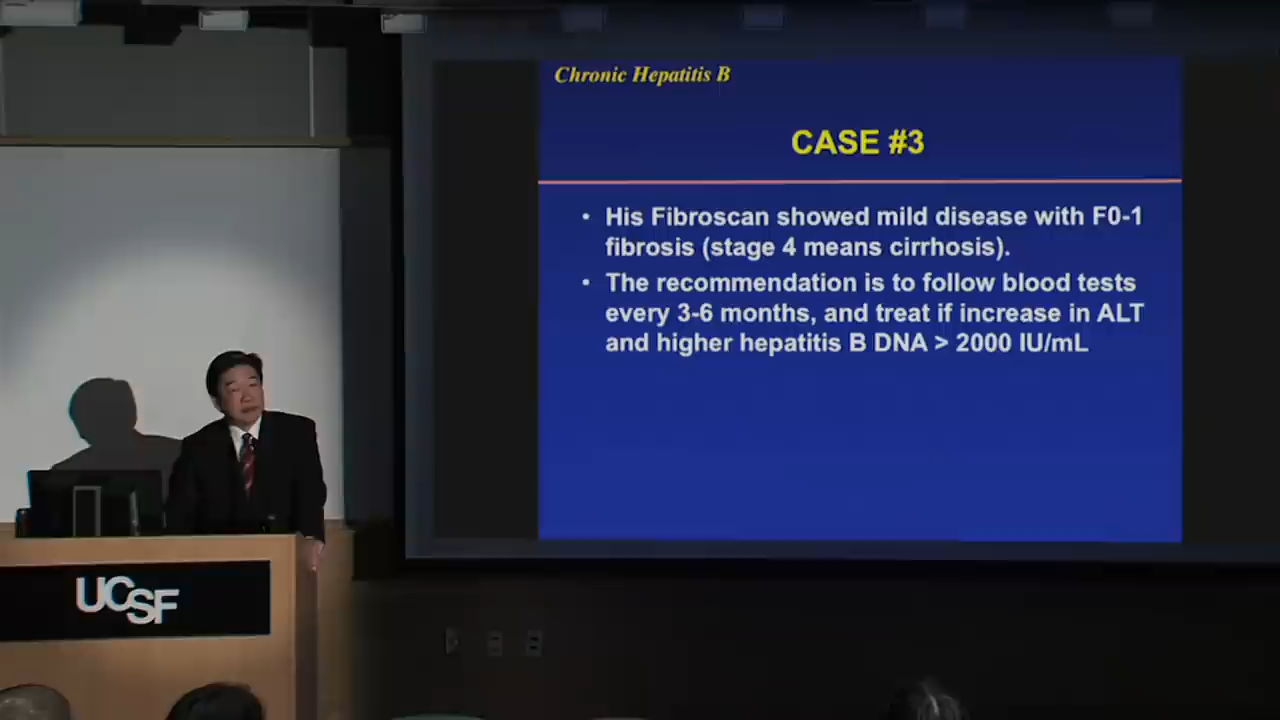 Chronic Hepatitis B
CASE #3
• His Fibroscan showed mild disease with F0-1
fibrosis (stage 4 means cirrhosis).
• The recommendation is to follow blood tests
every 3-6 months, and treat if increase in ALT
and higher hepatitis B DNA > 2000 IU/mL
UCSF